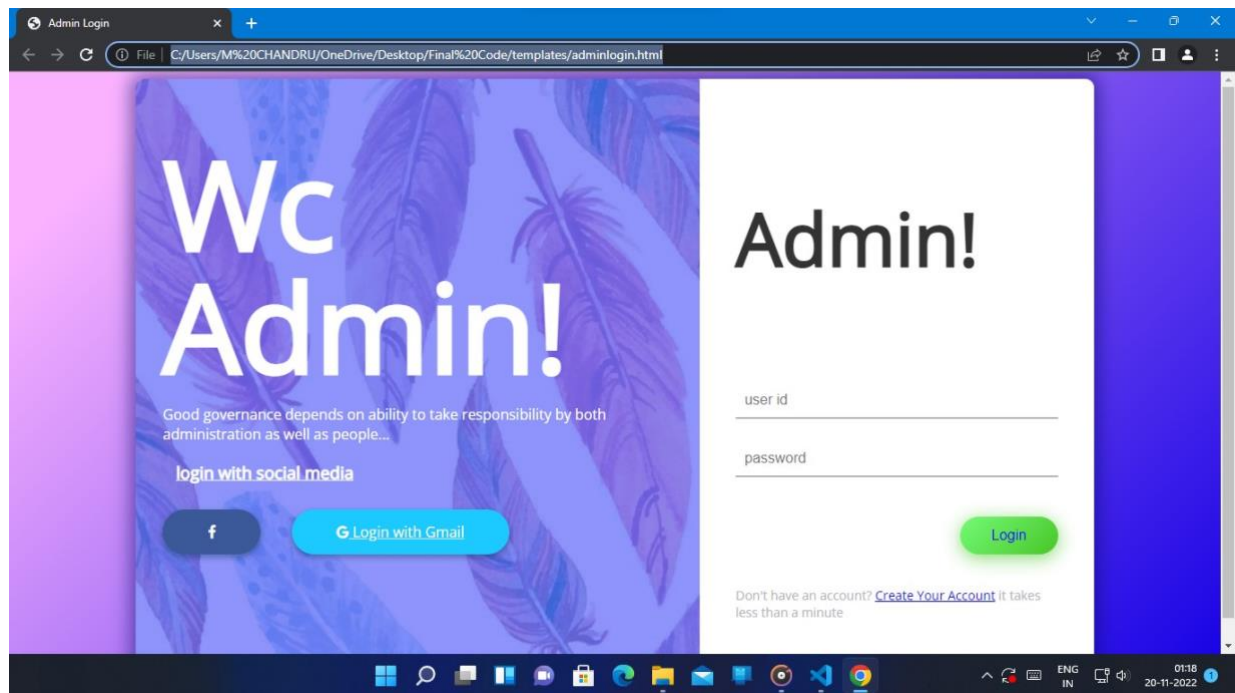 Admin Login
File
C:/Users/M%20CHANDRU/OneDrive/Desktop/Final%20Code/templates/adminlogin.html
Wc
Admin!
Good governance depends on ability to take responsibility by both
administration as well as people...
login with social media
f
G Login with Gmail
Admin!
user id
password
Login
Don't have an account? Create Your Account it takes
less than a minute
ENG
IN
01:18
20-11-2022
1